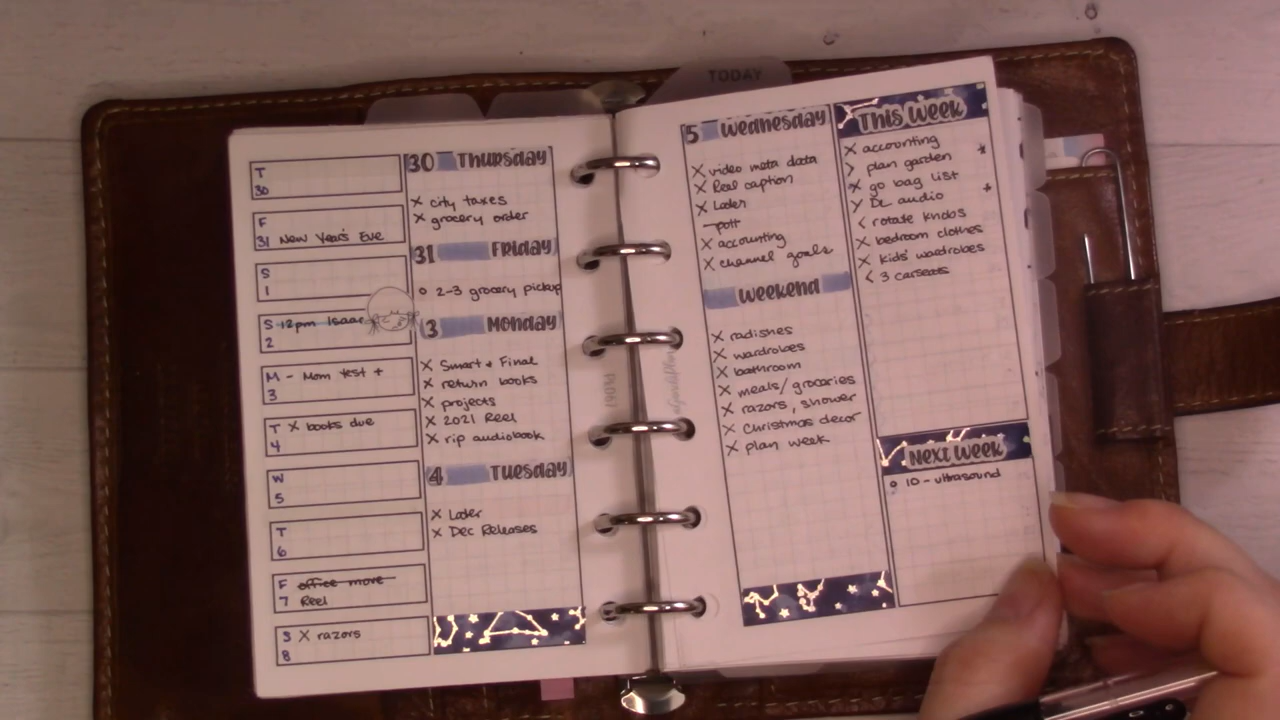 TODAY
T
30
F
31 New Year's Eve
S
1
S 12pm Isaac
2
M - Mom test +
3
T X books due
4
W
5
T
6
F office move
7 Reel
S X razors
8
30 Thursday
X city taxes
X grocery order
31 Friday
o 2-3 grocery pickup
3 Monday
X Smart + Final
X return books
X projects
X 2021 Reel
X rip audiobook
4 Tuesday
X Later
X Dec Releases
5 Wednesday
X video meta data
X Reel caption
X Later
poll
X accounting
X channel goals
Weekend
X radishes
X wardrobes
X bathroom
X meals/groceries
X razors, shower
X Christmas decor
X plan week
This Week
X accounting
> plan garden *
X go bag list
Y DL audio *
< rotate knobs
X bedroom clothes
X kids' wardrobes
< 3 carseats
Next Week
o 10 - ultrasound